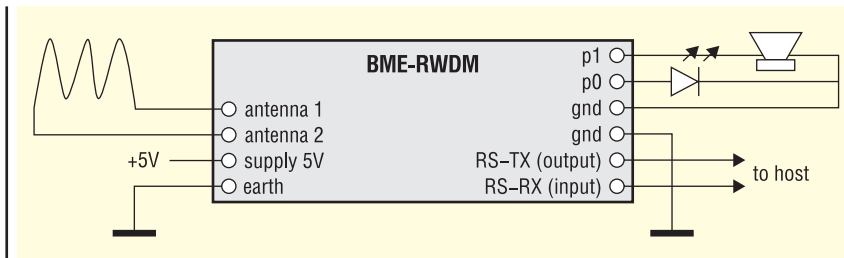 BME-RWDM
antenna 1
antenna 2
+5V
supply 5V
earth
p1
p0
gnd
gnd
RS–TX (output)
RS–RX (input)
to host